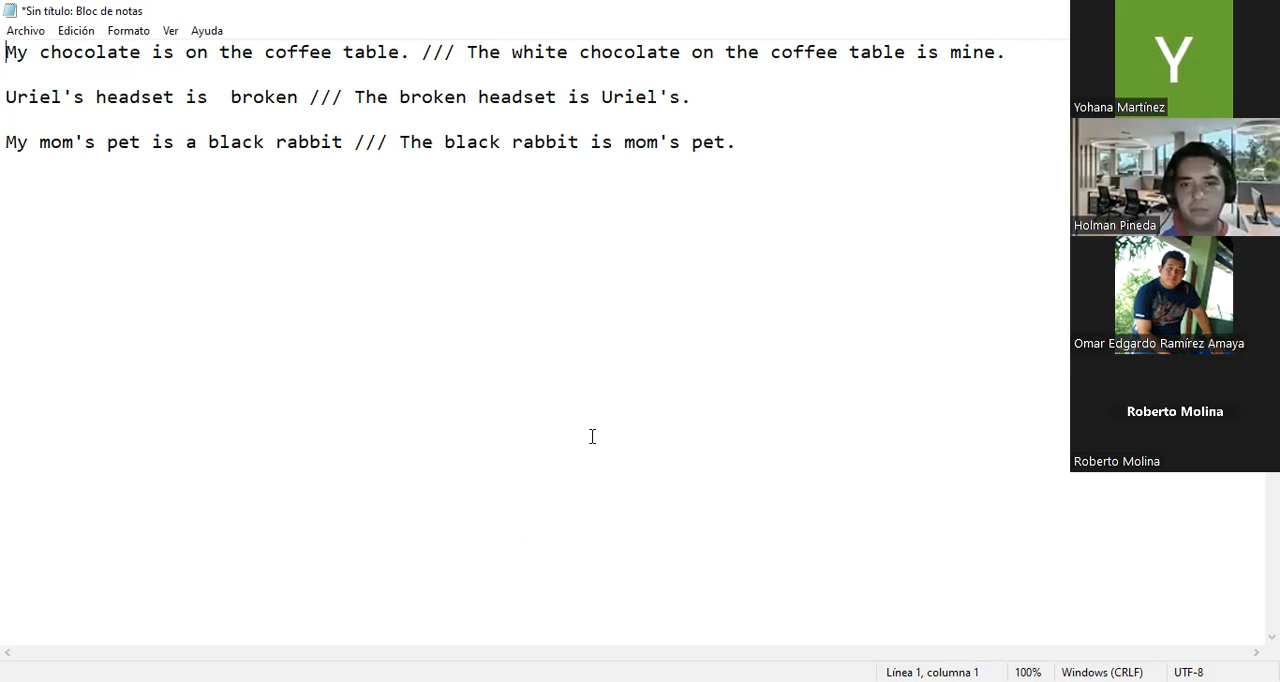 *Sin título: Bloc de notas
Archivo Edición Formato Ver Ayuda
My chocolate is on the coffee table. /// The white chocolate on the coffee table is mine.
Uriel's headset is  broken /// The broken headset is Uriel's.
My mom's pet is a black rabbit /// The black rabbit is mom's pet.
Y
Yohana Martínez
Holman Pineda
Omar Edgardo Ramírez Amaya
Roberto Molina
Roberto Molina
Línea 1, columna 1 100% Windows (CRLF) UTF-8